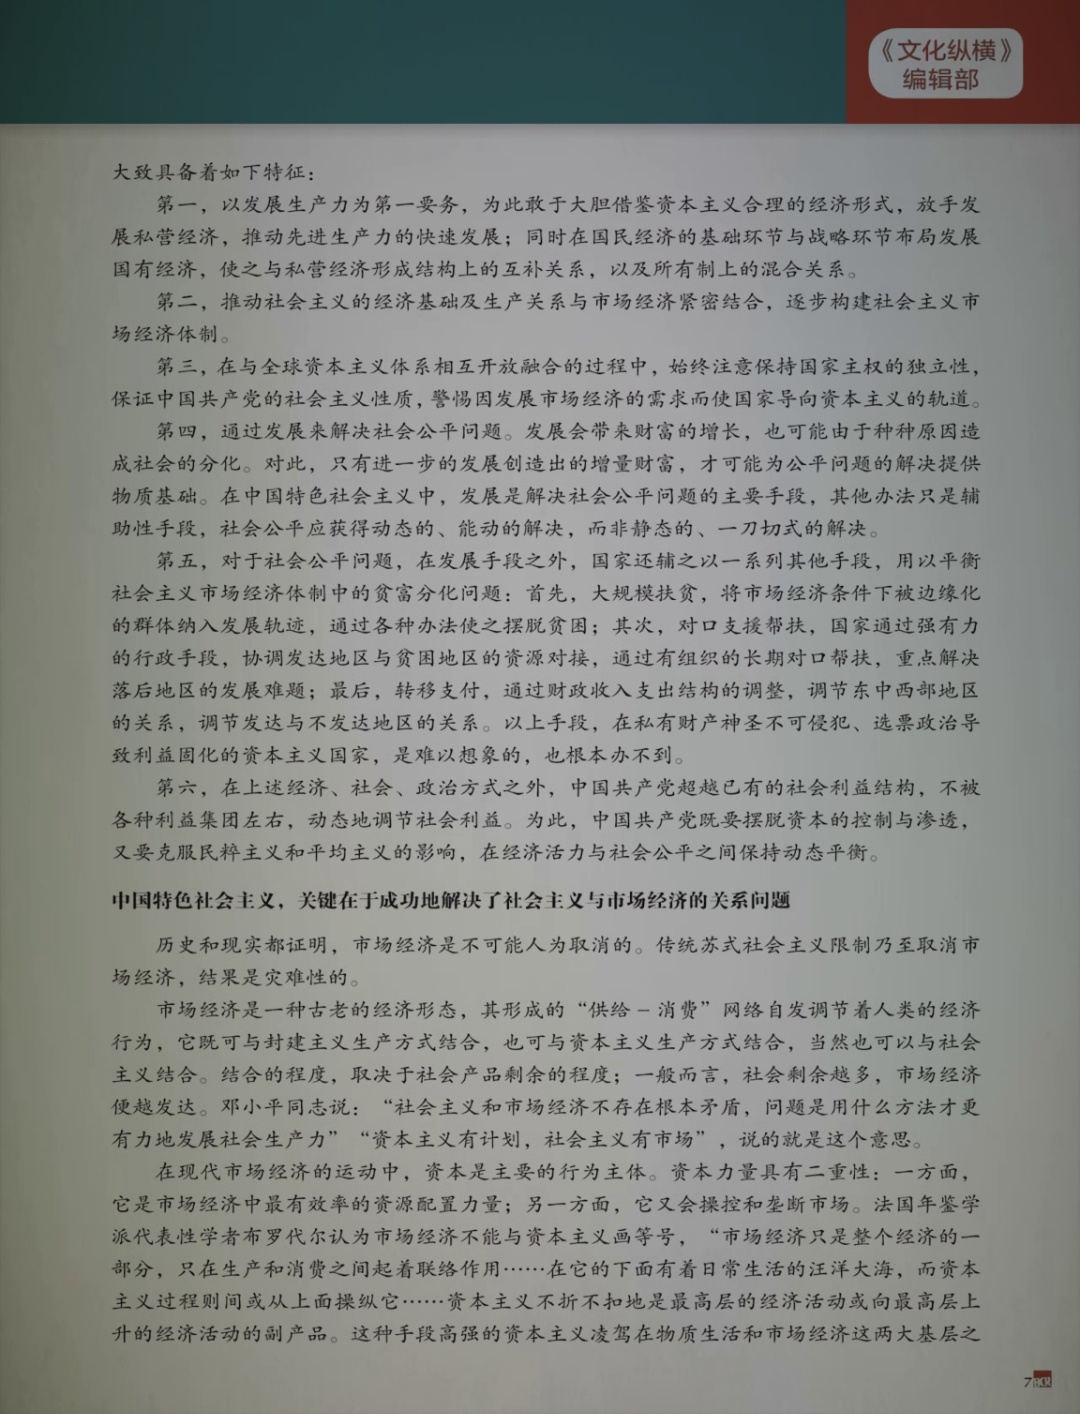 《文化纵横》
编辑部
大致具备着如下特征：
第一，以发展生产力为第一要务，为此敢于大胆借鉴资本主义合理的经济形式，放手发
展私营经济，推动先进生产力的快速发展；同时在国民经济的基础环节与战略环节布局发展
国有经济，使之与私营经济形成结构上的互补关系，以及所有制上的混合关系。
第二，推动社会主义的经济基础及生产关系与市场经济紧密结合，逐步构建社会主义市
场经济体制。
第三，在与全球资本主义体系相互开放融合的过程中，始终注意保持国家主权的独立性，
保证中国共产党的社会主义性质，警惕因发展市场经济的需求而使国家导向资本主义的轨道。
第四，通过发展来解决社会公平问题。发展会带来财富的增长，也可能由于种种原因造
成社会的分化。对此，只有进一步的发展创造出的增量财富，才可能为公平问题的解决提供
物质基础。在中国特色社会主义中，发展是解决社会公平问题的主要手段，其他办法只是辅
助性手段，社会公平应获得动态的、能动的解决，而非静态的、一刀切式的解决。
第五，对于社会公平问题，在发展手段之外，国家还辅之以一系列其他手段，用以平衡
社会主义市场经济体制中的贫富分化问题：首先，大规模扶贫，将市场经济条件下被边缘化
的群体纳入发展轨迹，通过各种办法使之摆脱贫困；其次，对口支援帮扶，国家通过强有力
的行政手段，协调发达地区与贫困地区的资源对接，通过有组织的长期对口帮扶，重点解决
落后地区的发展难题；最后，转移支付，通过财政收入支出结构的调整，调节东中西部地区
的关系，调节发达与不发达地区的关系。以上手段，在私有财产神圣不可侵犯、选票政治导
致利益固化的资本主义国家，是难以想象的，也根本办不到。
第六，在上述经济、社会、政治方式之外，中国共产党超越已有的社会利益结构，不被
各种利益集团左右，动态地调节社会利益。为此，中国共产党既要摆脱资本的控制与渗透，
又要克服民粹主义和平均主义的影响，在经济活力与社会公平之间保持动态平衡。
中国特色社会主义，关键在于成功地解决了社会主义与市场经济的关系问题
历史和现实都证明，市场经济是不可能人为取消的。传统苏式社会主义限制乃至取消市
场经济，结果是灾难性的。
市场经济是一种古老的经济形态，其形成的“供给－消费”网络自发调节着人类的经济
行为，它既可与封建主义生产方式结合，也可与资本主义生产方式结合，当然也可以与社会
主义结合。结合的程度，取决于社会产品剩余的程度；一般而言，社会剩余越多，市场经济
便越发达。邓小平同志说：“社会主义和市场经济不存在根本矛盾，问题是用什么方法才更
有力地发展社会生产力”“资本主义有计划，社会主义有市场”，说的就是这个意思。
在现代市场经济的运动中，资本是主要的行为主体。资本力量具有二重性：一方面，
它是市场经济中最有效率的资源配置力量；另一方面，它又会操控和垄断市场。法国年鉴学
派代表性学者布罗代尔认为市场经济不能与资本主义画等号，“市场经济只是整个经济的一
部分，只在生产和消费之间起着联络作用……在它的下面有着日常生活的汪洋大海，而资本
主义过程则间或从上面操纵它……资本主义不折不扣地是最高层的经济活动或向最高层上
升的经济活动的副产品。这种手段高强的资本主义凌驾在物质生活和市场经济这两大基层之
7